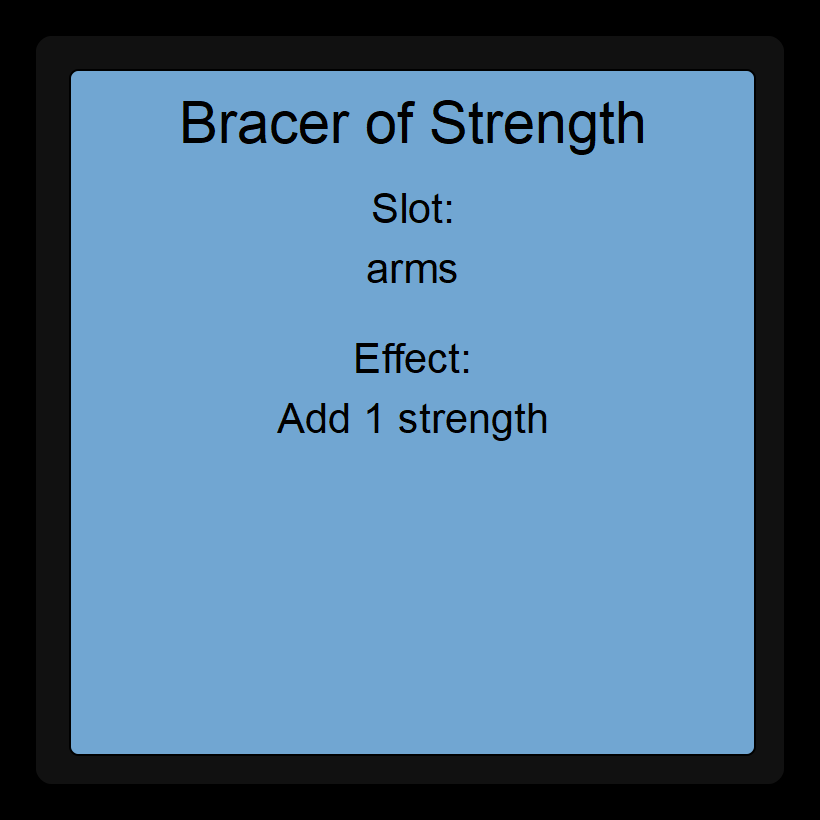 Bracer of Strength
Slot:
arms
Effect:
Add 1 strength